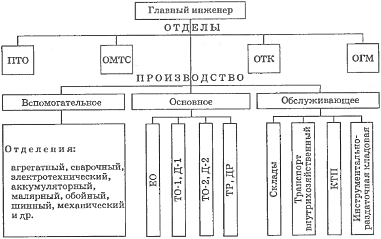 Главный инженер
ОТДЕЛЫ
ПТО
ОМТС
ОТК
ОГМ
ПРОИЗВОДСТВО
Вспомогательное
Основное
Обслуживающее
Отделения:
агрегатный, сварочный,
электротехнический,
аккумуляторный,
малярный, обойный,
шинный, механический
и др.
ЕО
ТО-1, Д-1
ТО-2, Д-2
ТР, ДР
Склады
Транспорт
внутрихозяйственный
КТП
Инструментально-
раздаточная кладовая